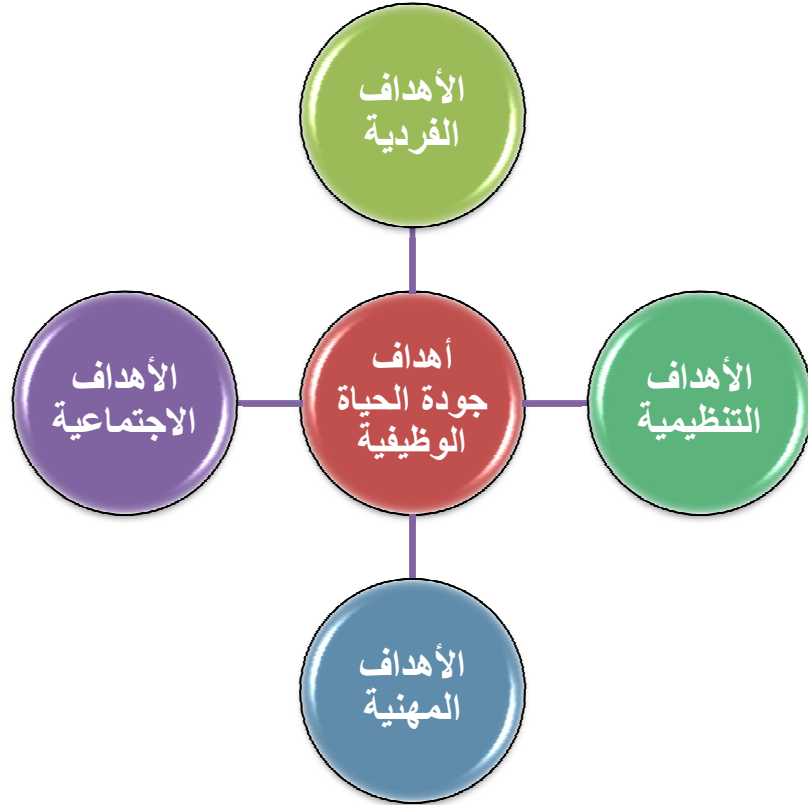 الأهداف
الفردية
الأهداف
التنظيمية
أهداف
جودة الحياة
الوظيفية
الأهداف
الاجتماعية
الأهداف
المهنية